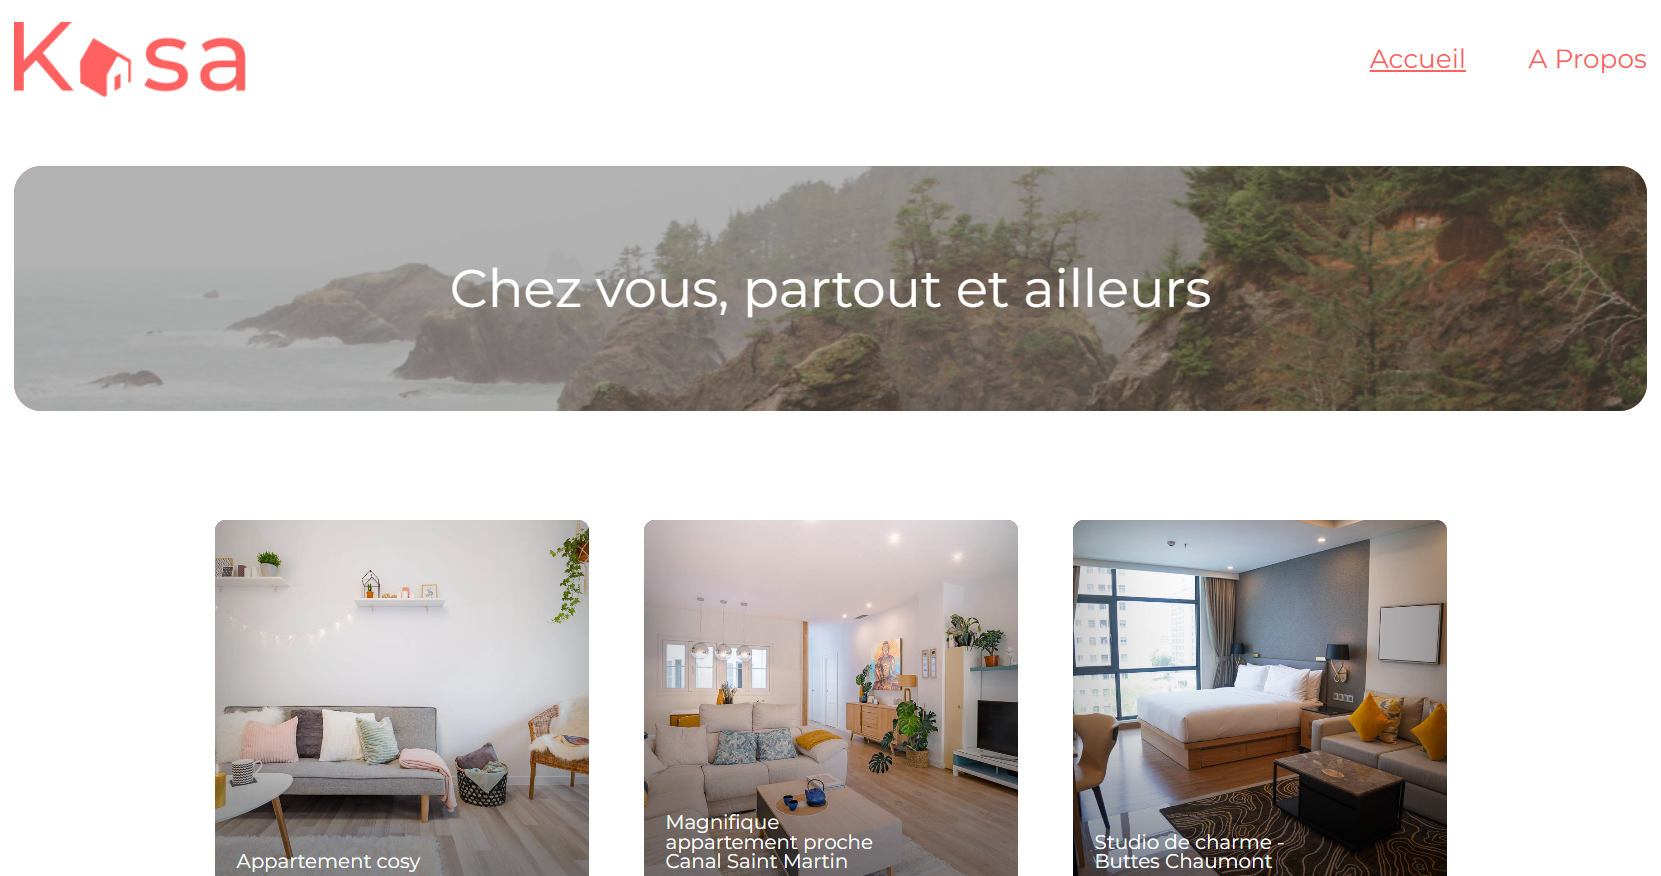 Kasa
Accueil
A Propos
Chez vous, partout et ailleurs
Appartement cosy
Magnifique
appartement proche
Canal Saint Martin
Studio de charme -
Buttes Chaumont